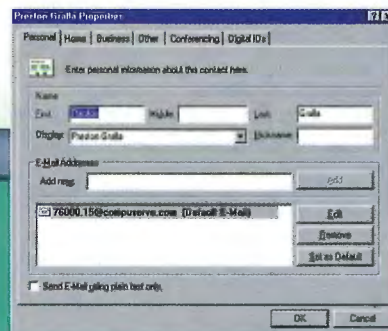 Preston Gralla Properties
Personal Home Business Other Conferencing Digital IDs
Enter personal information about this contact here.
Name
First: Preston Middle: Last: Gralla
Display: Preston Gralla Nickname:
E-Mail Addresses
Add new: Add
76000.15@compuserve.com (Default E-Mail)
Edit
Remove
Set as Default
Send E-Mail using plain text only.
OK Cancel